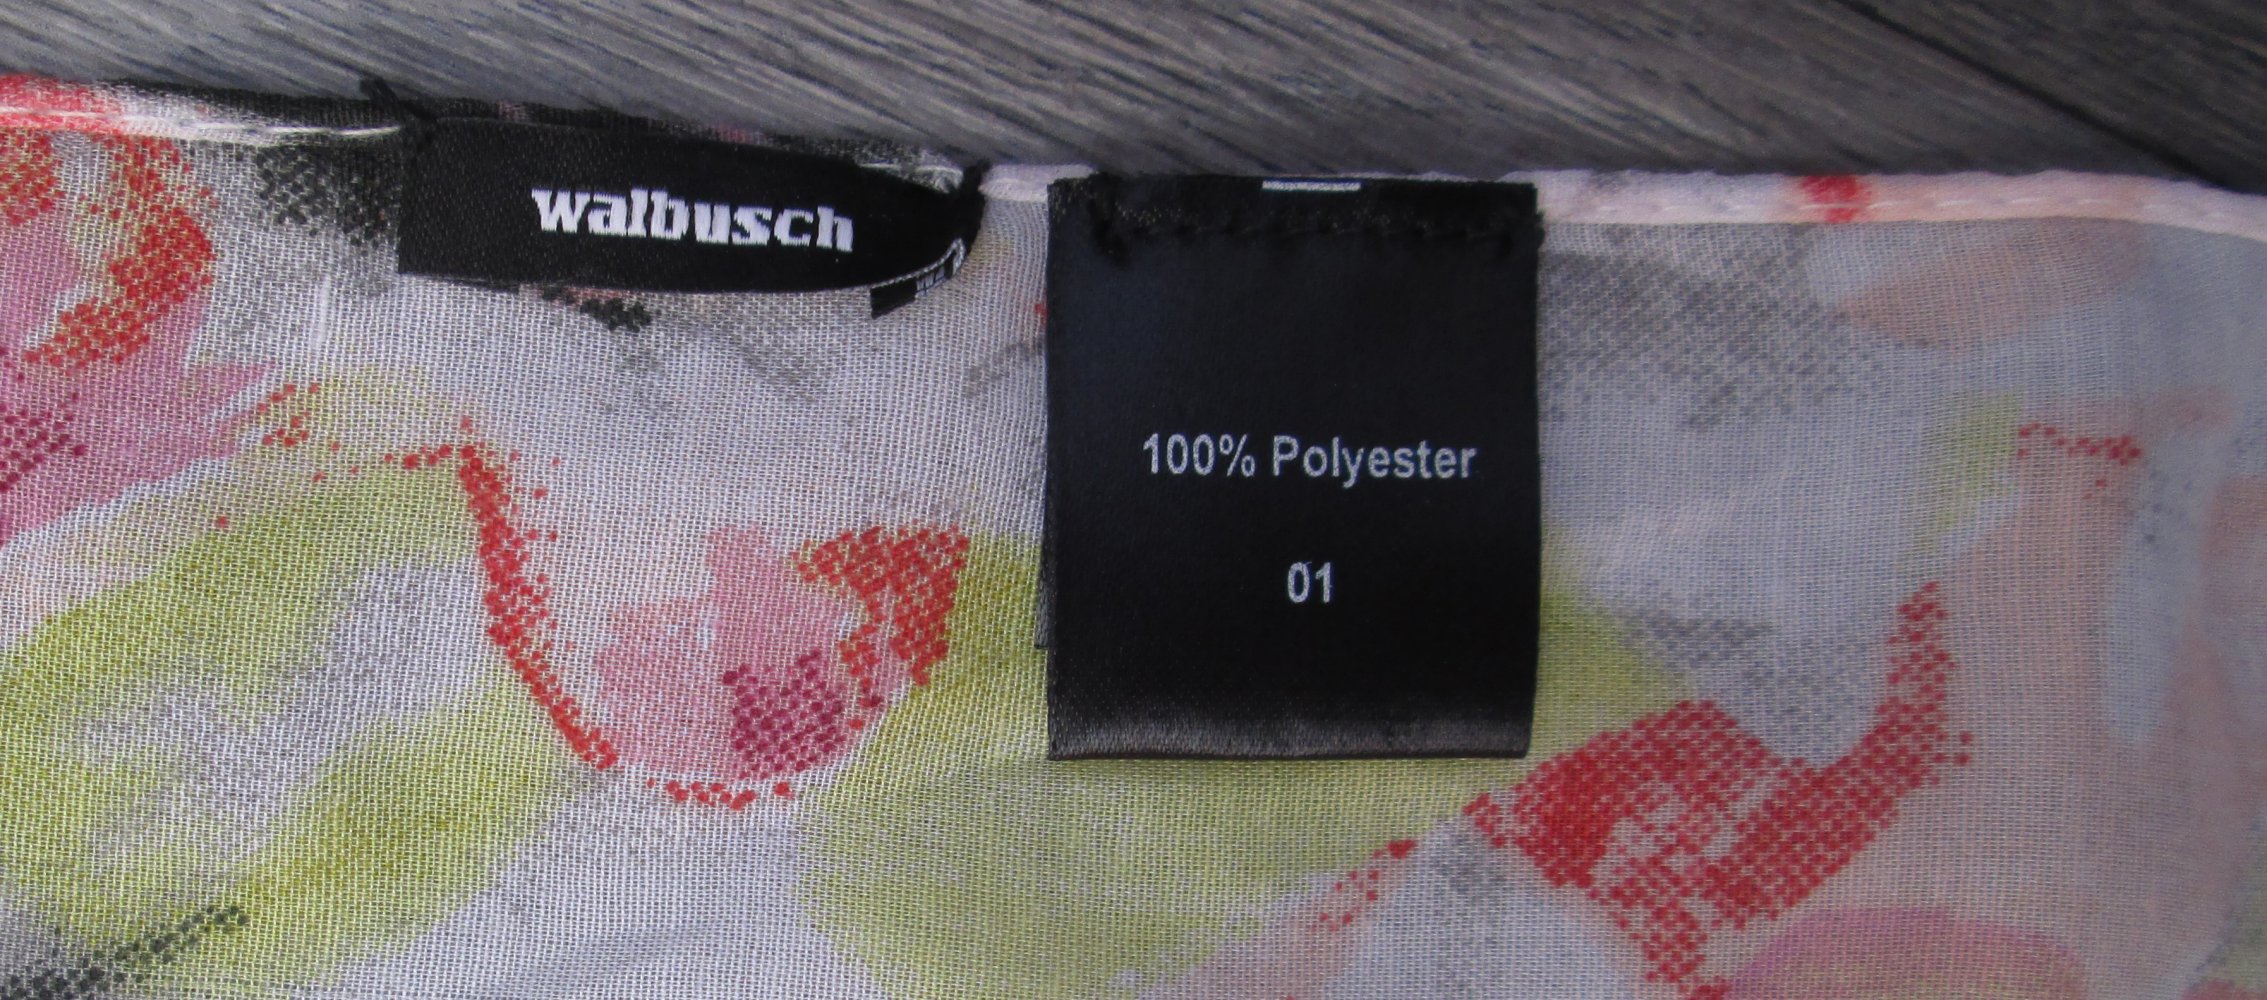 walbusch
100% Polyester
01